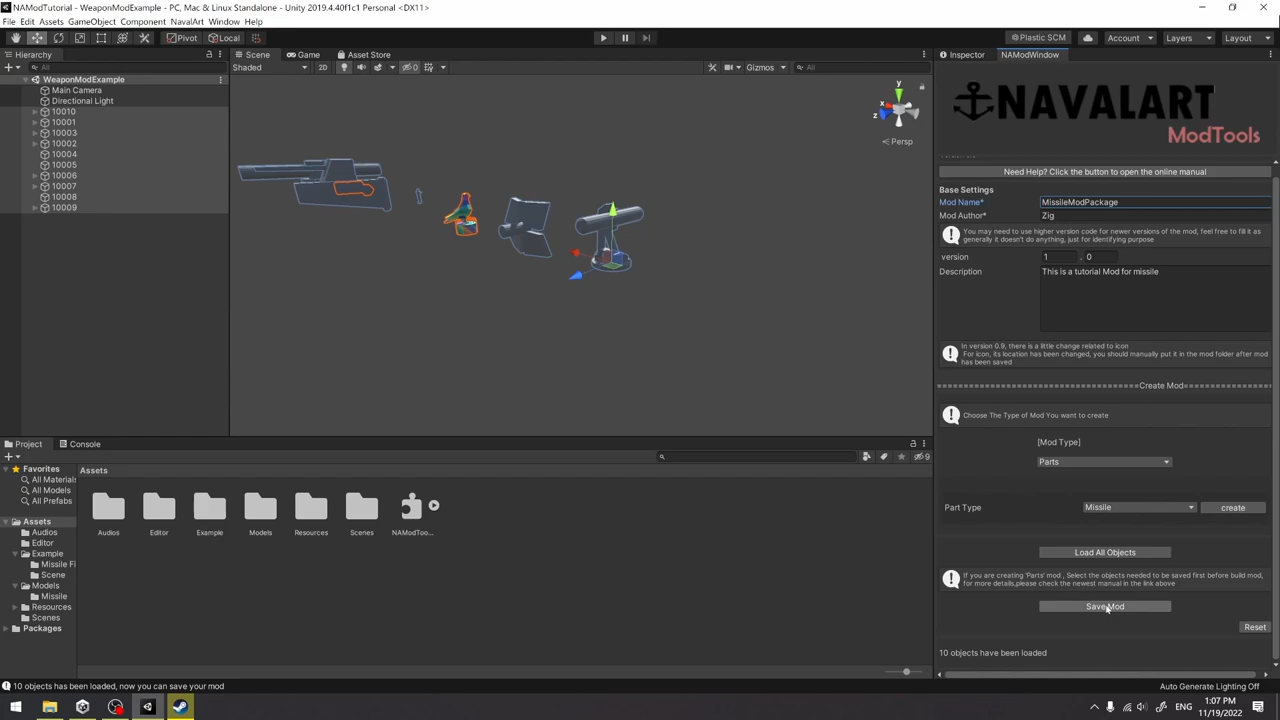 NAModTutorial - WeaponModExample - PC, Mac & Linux Standalone - Unity 2019.4.40f1c1 Personal <DX11>
File Edit Assets GameObject Component NavalArt Window Help
Pivot Local Plastic SCM Account Layers Layout
Hierarchy
All
WeaponModExample
Main Camera
Directional Light
10010
10001
10003
10002
10004
10005
10006
10007
10008
10009
Scene Game Asset Store
Shaded 2D 0 Gizmos All
y
x
z
Persp
Project Console
9
Favorites
All Materials
All Models
All Prefabs
Assets
Audios
Editor
Example
Missile Fi
Scene
Models
Missile
Resources
Scenes
Packages
Assets
Audios Editor Example Models Resources Scenes NAModToo...
Inspector NAModWindow
NAVALART
ModTools
Need Help? Click the button to open the online manual
Base Settings
Mod Name* MissileModPackage
Mod Author* Zig
You may need to use higher version code for newer versions of the mod, feel free to fill it as
generally it doesn't do anything, just for identifying purpose
version 1 . 0
Description This is a tutorial Mod for missile
In version 0.9, there is a little change related to icon
For icon, its location has been changed, you should manually put it in the mod folder after mod
has been saved
Create Mod
Choose The Type of Mod You want to create
[Mod Type]
Parts
Part Type Missile create
Load All Objects
If you are creating 'Parts' mod , Select the objects needed to be saved first before build mod,
for more details,please check the newest manual in the link above
Save Mod
Reset
10 objects have been loaded
10 objects has been loaded, now you can save your mod
Auto Generate Lighting Off
ENG
1:07 PM
11/19/2022